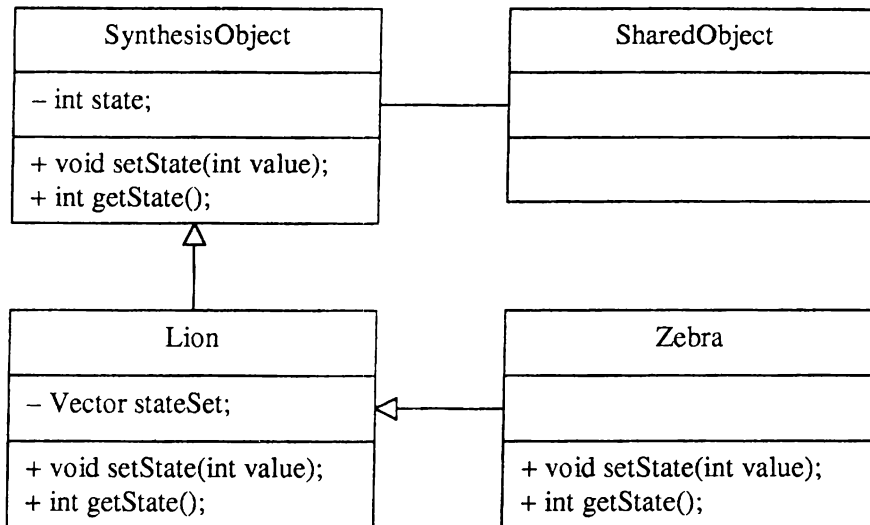 SynthesisObject
– int state;
+ void setState(int value);
+ int getState();
SharedObject
Lion
– Vector stateSet;
+ void setState(int value);
+ int getState();
Zebra
+ void setState(int value);
+ int getState();